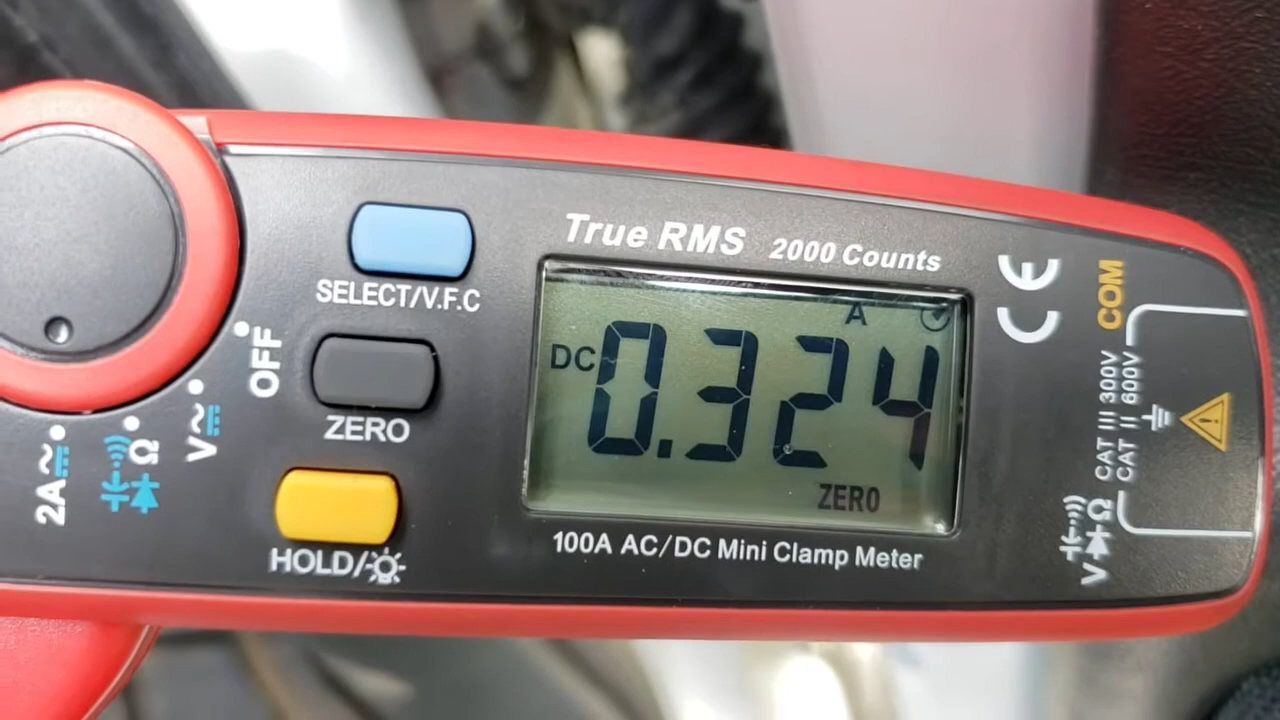 True RMS 2000 Counts
SELECT/V.F.C
ZERO
HOLD/
OFF
V
Ω
2A
A
DC 0.324
ZERO
100A AC/DC Mini Clamp Meter
CE
COM
CAT III 300V
CAT II 600V
VΩ